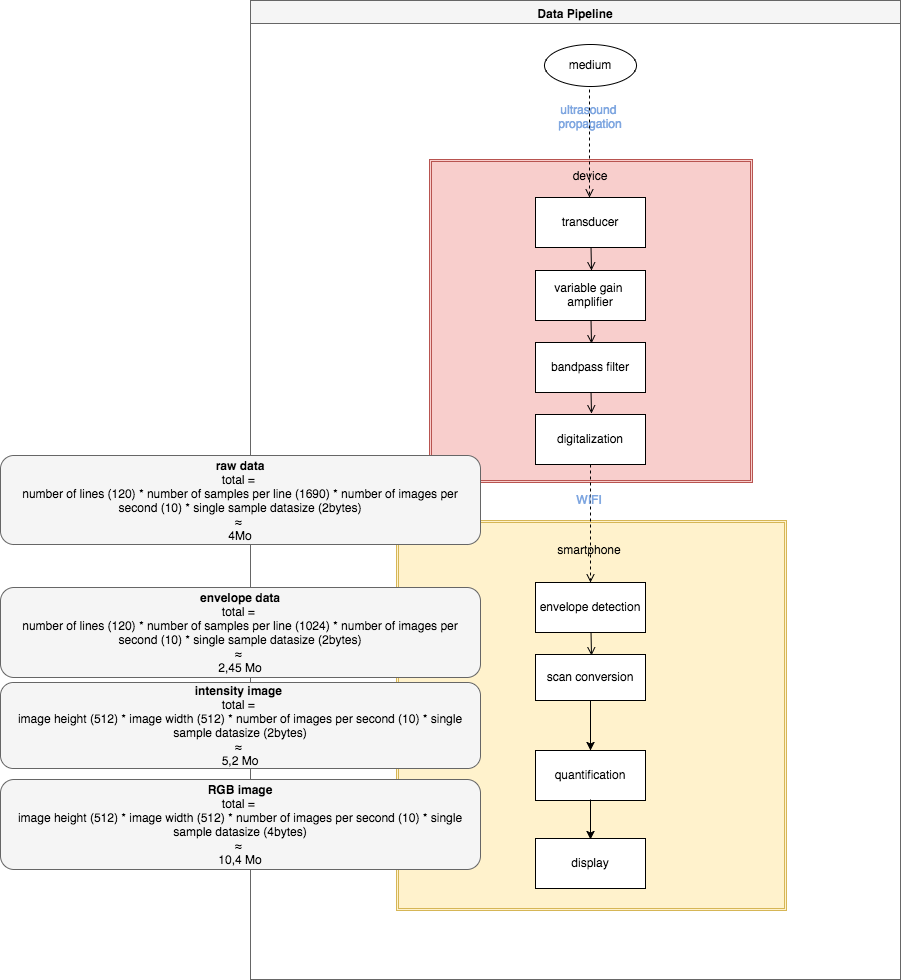 Data Pipeline
medium
ultrasound
propagation
device
transducer
variable gain
amplifier
bandpass filter
digitalization
raw data
total =
number of lines (120) * number of samples per line (1690) * number of images per
second (10) * single sample datasize (2bytes)
≈
4Mo
WIFI
smartphone
envelope detection
envelope data
total =
number of lines (120) * number of samples per line (1024) * number of images per
second (10) * single sample datasize (2bytes)
≈
2,45 Mo
scan conversion
intensity image
total =
image height (512) * image width (512) * number of images per second (10) * single
sample datasize (2bytes)
≈
5,2 Mo
quantification
RGB image
total =
image height (512) * image width (512) * number of images per second (10) * single
sample datasize (4bytes)
≈
10,4 Mo
display